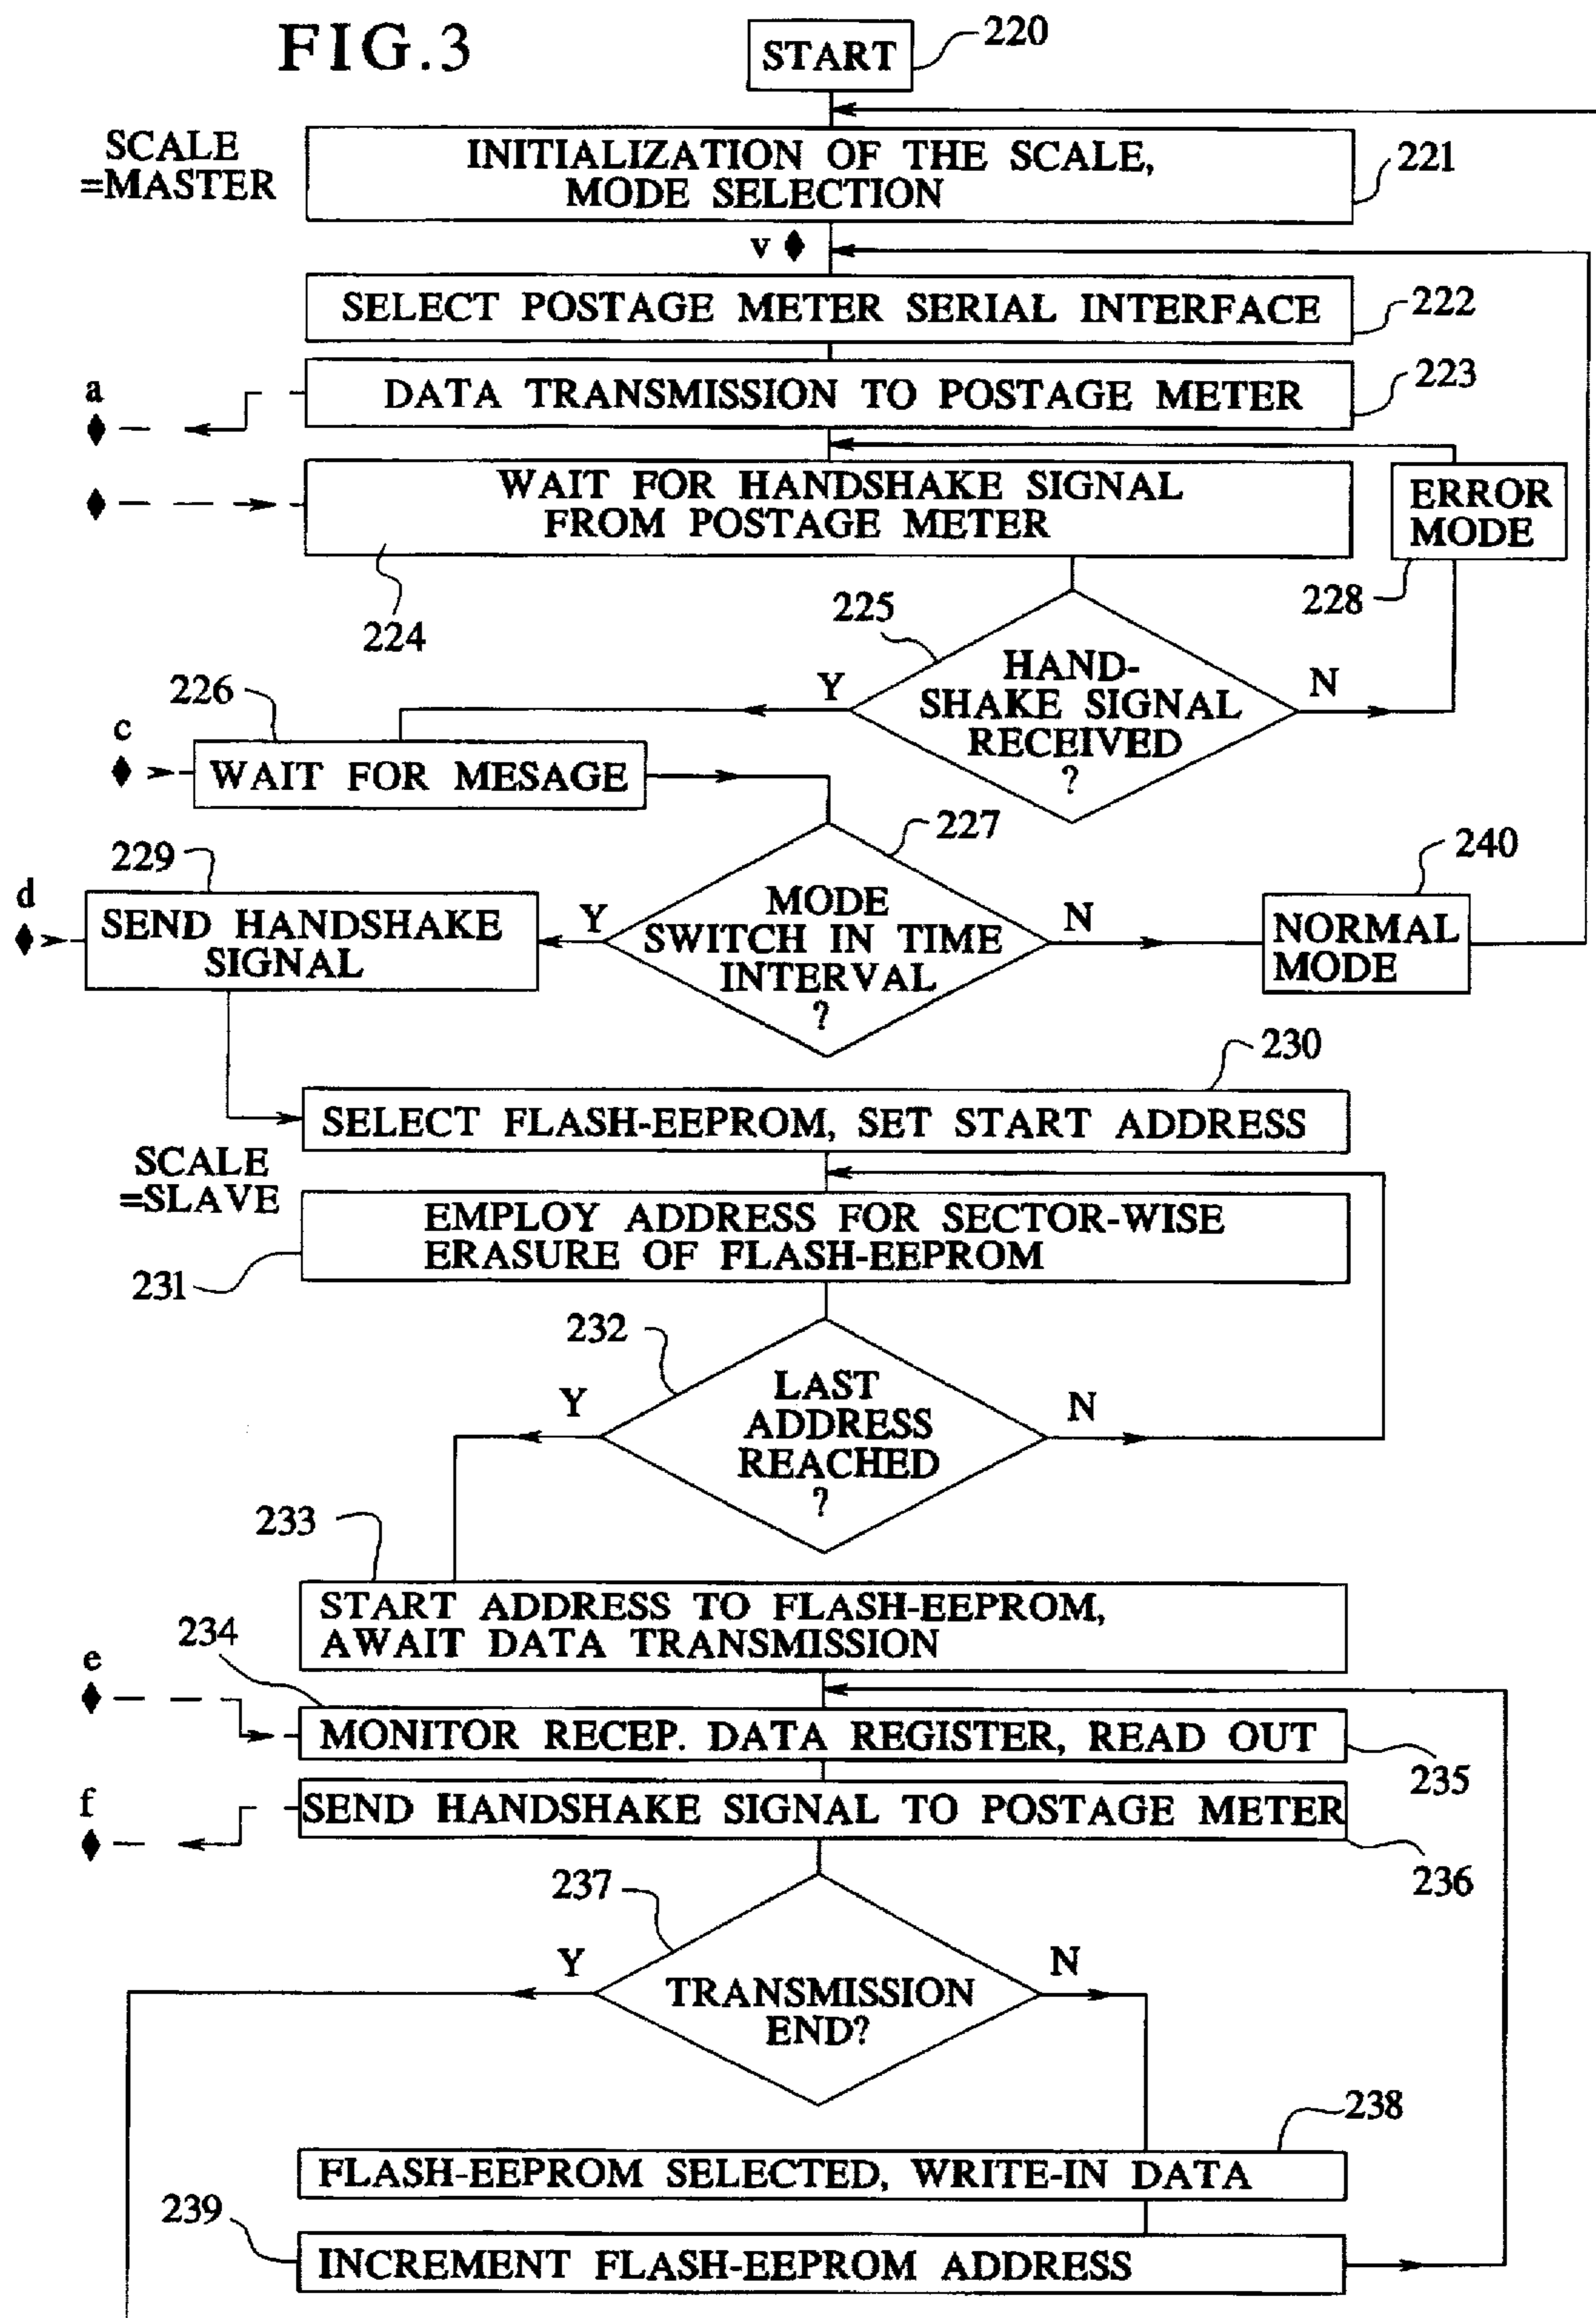 FIG.3
START
220
SCALE
=MASTER
INITIALIZATION OF THE SCALE,
MODE SELECTION
221
v
SELECT POSTAGE METER SERIAL INTERFACE
222
a
DATA TRANSMISSION TO POSTAGE METER
223
WAIT FOR HANDSHAKE SIGNAL
FROM POSTAGE METER
224
ERROR
MODE
228
225
HAND-
SHAKE SIGNAL
RECEIVED
?
Y
N
226
c
WAIT FOR MESAGE
227
229
d
SEND HANDSHAKE
SIGNAL
Y
MODE
SWITCH IN TIME
INTERVAL
?
N
240
NORMAL
MODE
230
SELECT FLASH-EEPROM, SET START ADDRESS
SCALE
=SLAVE
EMPLOY ADDRESS FOR SECTOR-WISE
ERASURE OF FLASH-EEPROM
231
232
Y
LAST
ADDRESS
REACHED
?
N
233
START ADDRESS TO FLASH-EEPROM,
AWAIT DATA TRANSMISSION
234
e
MONITOR RECEP. DATA REGISTER, READ OUT
235
f
SEND HANDSHAKE SIGNAL TO POSTAGE METER
236
237
Y
TRANSMISSION
END?
N
238
FLASH-EEPROM SELECTED, WRITE-IN DATA
239
INCREMENT FLASH-EEPROM ADDRESS